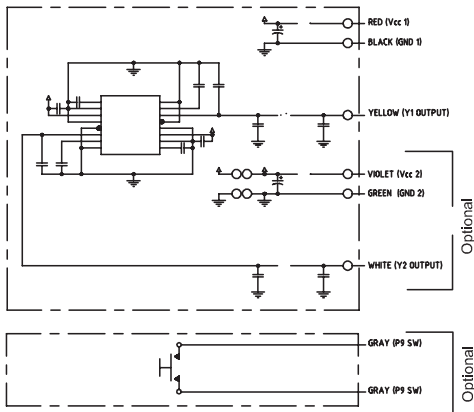 RED (Vcc 1)
BLACK (GND 1)
YELLOW (Y1 OUTPUT)
VIOLET (Vcc 2)
GREEN (GND 2)
Optional
WHITE (Y2 OUTPUT)
GRAY (P9 SW)
Optional
GRAY (P9 SW)